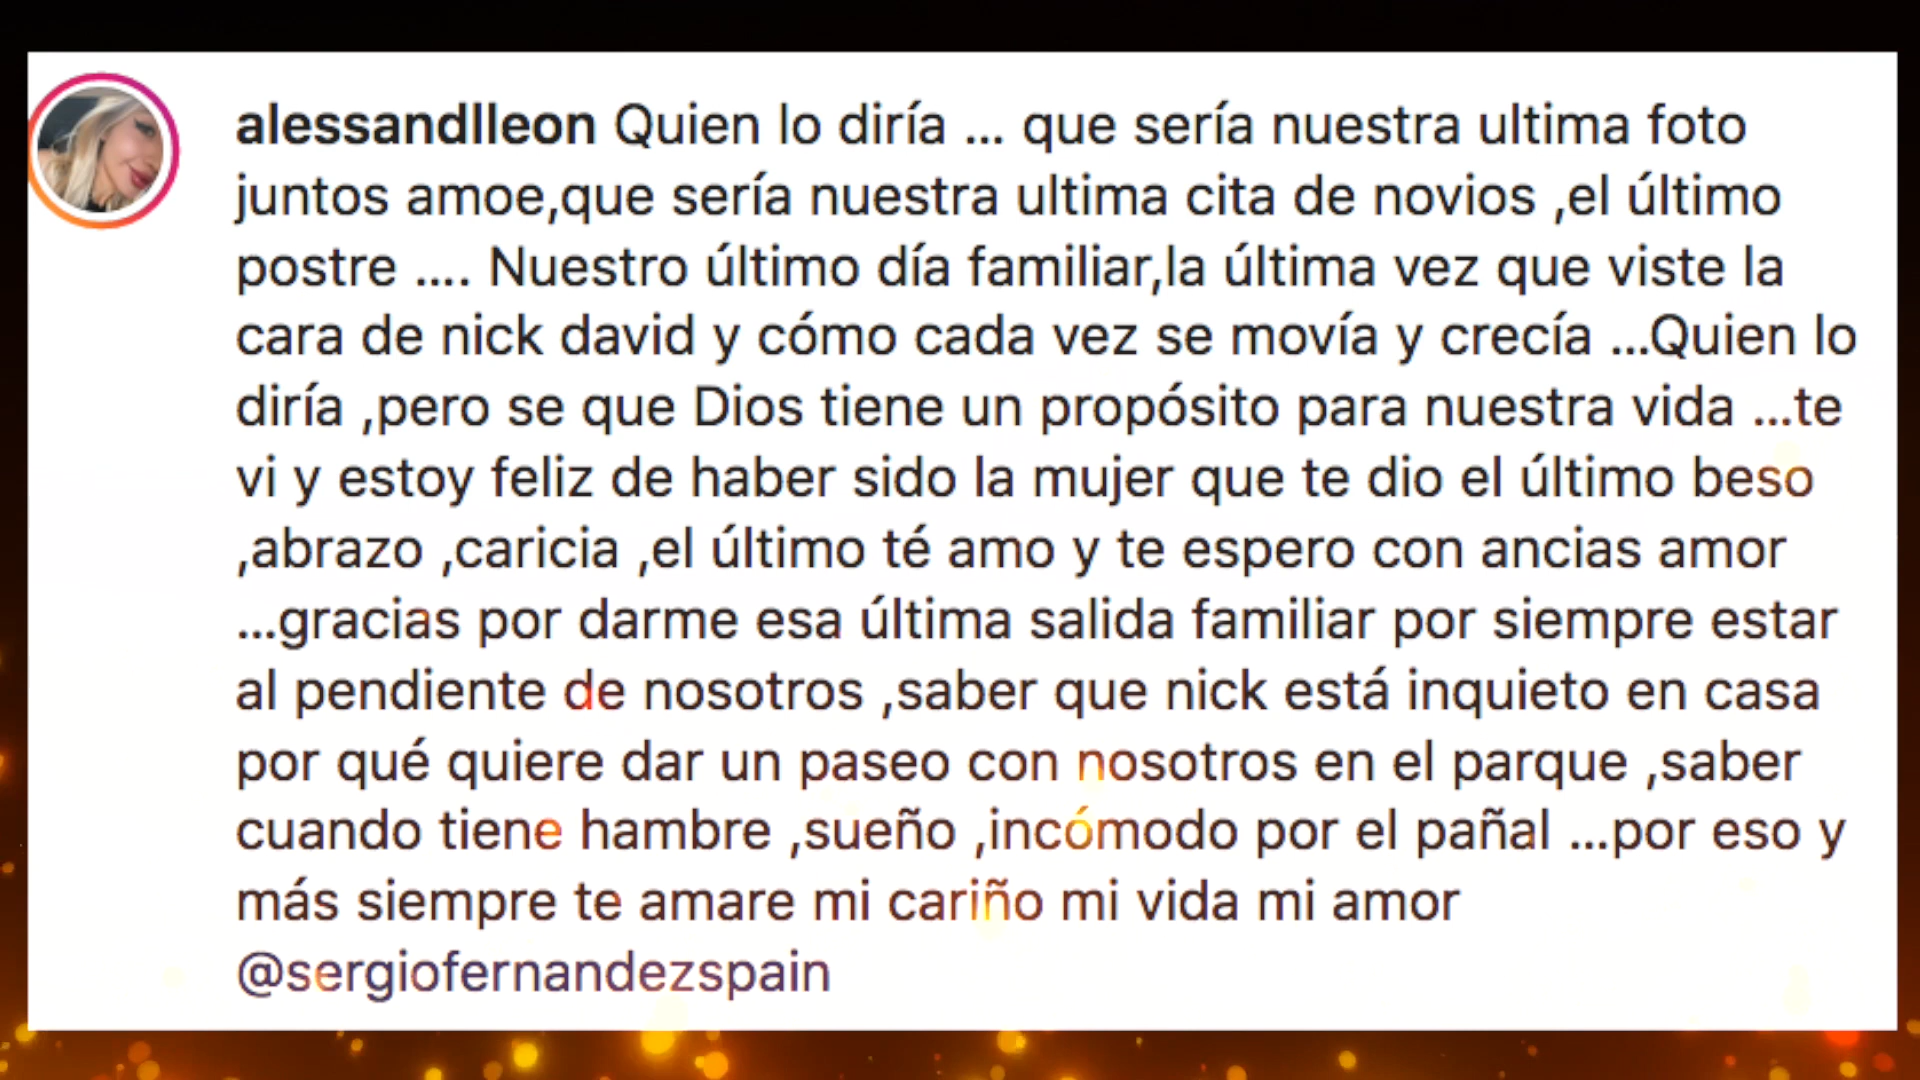 alessandlleon Quien lo diría ... que sería nuestra ultima foto
juntos amoe,que sería nuestra ultima cita de novios ,el último
postre .... Nuestro último día familiar,la última vez que viste la
cara de nick david y cómo cada vez se movía y crecía ...Quien lo
diría ,pero se que Dios tiene un propósito para nuestra vida ...te
vi y estoy feliz de haber sido la mujer que te dio el último beso
,abrazo ,caricia ,el último té amo y te espero con ancias amor
...gracias por darme esa última salida familiar por siempre estar
al pendiente de nosotros ,saber que nick está inquieto en casa
por qué quiere dar un paseo con nosotros en el parque ,saber
cuando tiene hambre ,sueño ,incómodo por el pañal ...por eso y
más siempre te amare mi cariño mi vida mi amor
@sergiofernandezspain